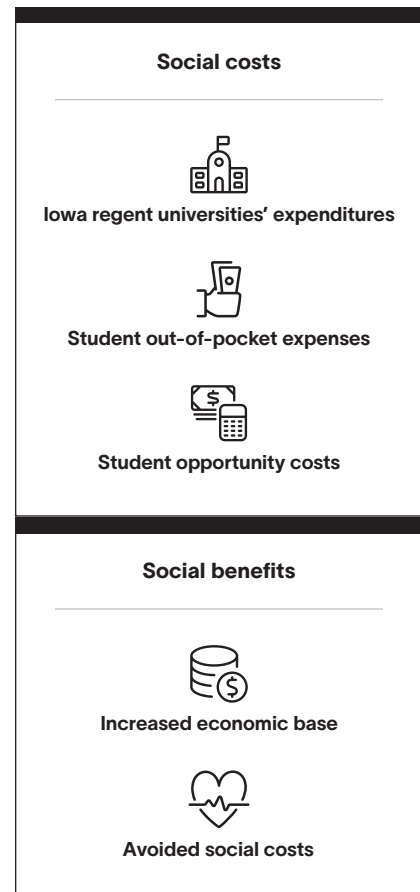 Social costs
Iowa regent universities’ expenditures
Student out-of-pocket expenses
$
Student opportunity costs
Social benefits
$
Increased economic base
Avoided social costs